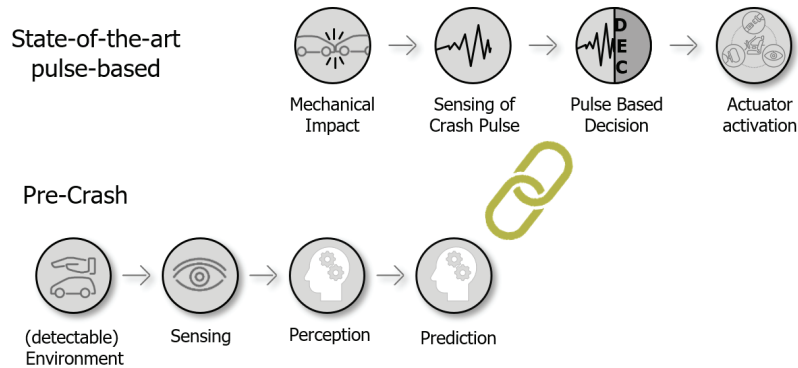 State-of-the-art
pulse-based
DEC
Mechanical
Impact
Sensing of
Crash Pulse
Pulse Based
Decision
Actuator
activation
Pre-Crash
(detectable)
Environment
Sensing
Perception
Prediction